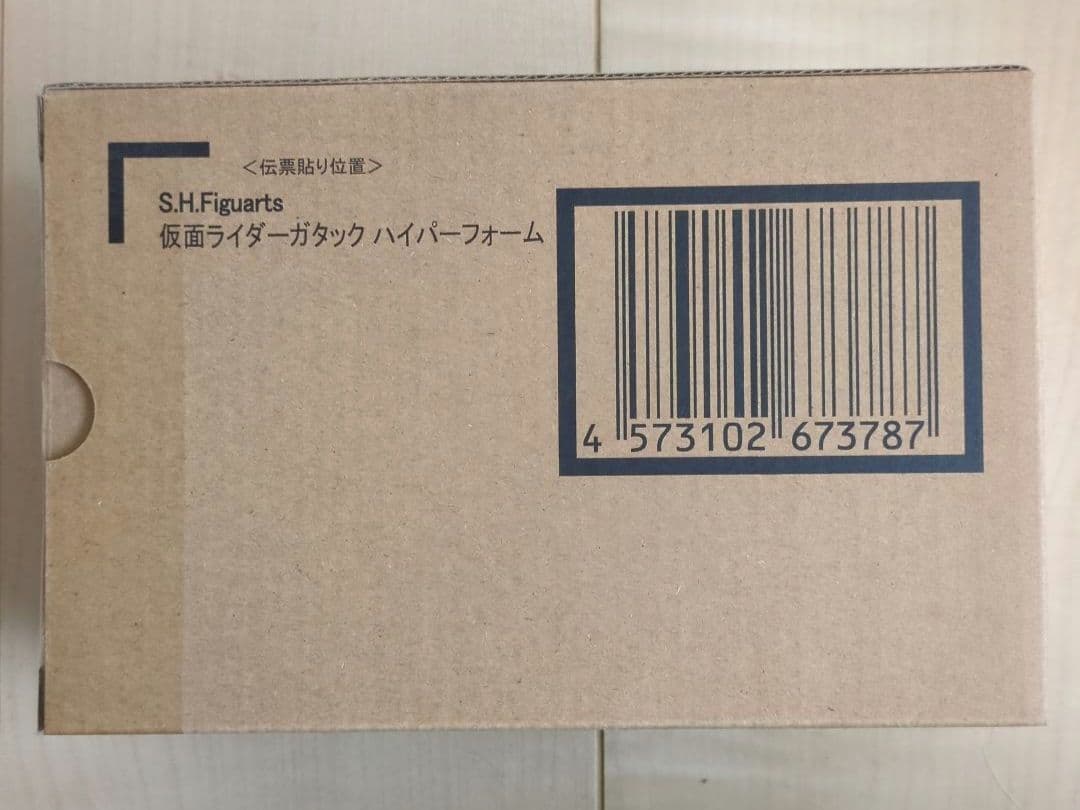 ＜伝票貼り位置＞
S.H.Figuarts
仮面ライダーガタック ハイパーフォーム
4 573102 673787